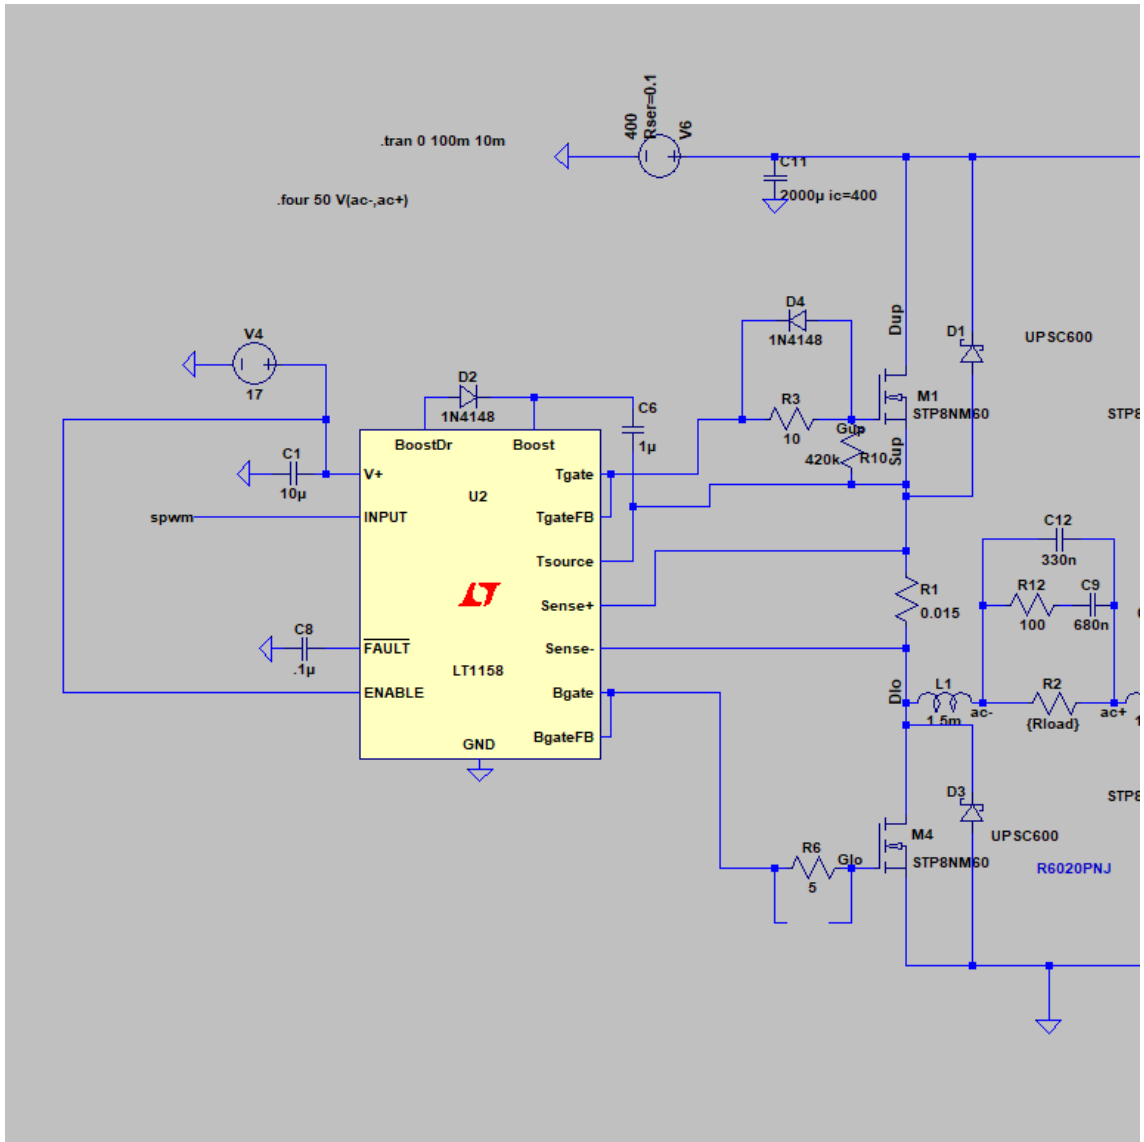 400
Rser=0.1
V6
.tran 0 100m 10m
.four 50 V(ac-,ac+)
C11
2000µ ic=400
D4
1N4148
Dup
D1
UPSC600
V4
17
D2
1N4148
C6
1µ
R3
10
M1
STP8NM60
STP8
Gup
420k
R10
Sup
C1
10µ
BoostDr
Boost
V+
Tgate
U2
spwm
INPUT
TgateFB
Tsource
C12
330n
Sense+
R1
0.015
R12
100
C9
680n
C8
.1µ
FAULT
Sense-
LT1158
ENABLE
Bgate
Dlo
L1
1.5m
ac-
R2
{Rload}
ac+
1
GND
BgateFB
D3
UPSC600
STP8
M4
STP8NM60
R6
5
Glo
R6020PNJ